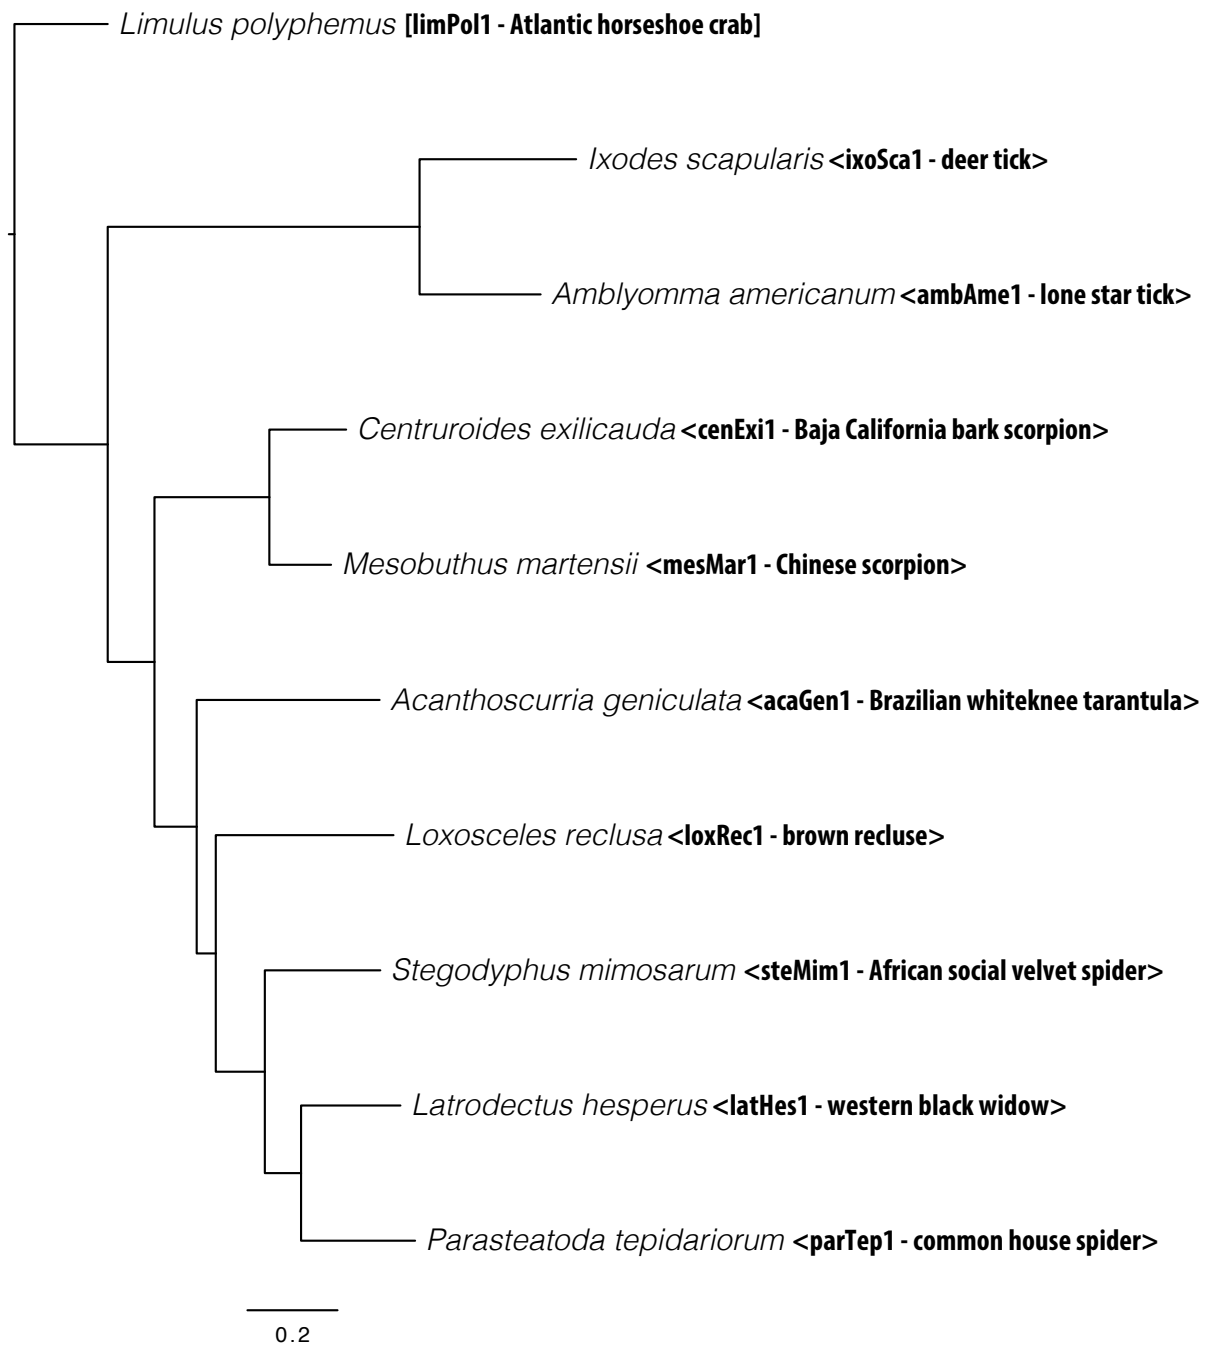 Limulus polyphemus [limPol1 - Atlantic horseshoe crab]
Ixodes scapularis <ixoSca1 - deer tick>
Amblyomma americanum <ambAme1 - lone star tick>
Centruroides exilicauda <cenExi1 - Baja California bark scorpion>
Mesobuthus martensii <mesMar1 - Chinese scorpion>
Acanthoscurria geniculata <acaGen1 - Brazilian whiteknee tarantula>
Loxosceles reclusa <loxRec1 - brown recluse>
Stegodyphus mimosarum <steMim1 - African social velvet spider>
Latrodectus hesperus <latHes1 - western black widow>
Parasteatoda tepidariorum <parTep1 - common house spider>
0.2